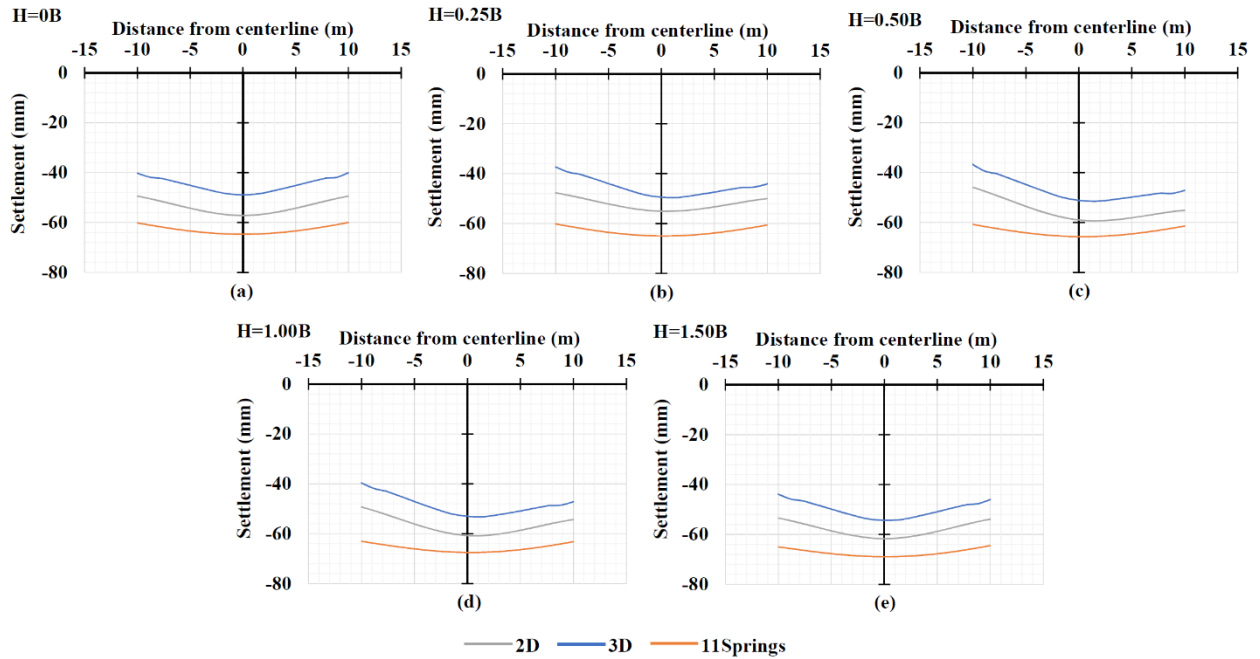 H=0B
Distance from centerline (m)
-15 -10 -5 0 5 10 15
0
-20
-40
-60
-80
Settlement (mm)
(a)
H=0.25B
Distance from centerline (m)
-15 -10 -5 0 5 10 15
0
-20
-40
-60
-80
Settlement (mm)
(b)
H=0.50B
Distance from centerline (m)
-15 -10 -5 0 5 10 15
0
-20
-40
-60
-80
Settlement (mm)
(c)
H=1.00B
Distance from centerline (m)
-15 -10 -5 0 5 10 15
0
-20
-40
-60
-80
Settlement (mm)
(d)
H=1.50B
Distance from centerline (m)
-15 -10 -5 0 5 10 15
0
-20
-40
-60
-80
Settlement (mm)
(e)
2D 3D 11Springs